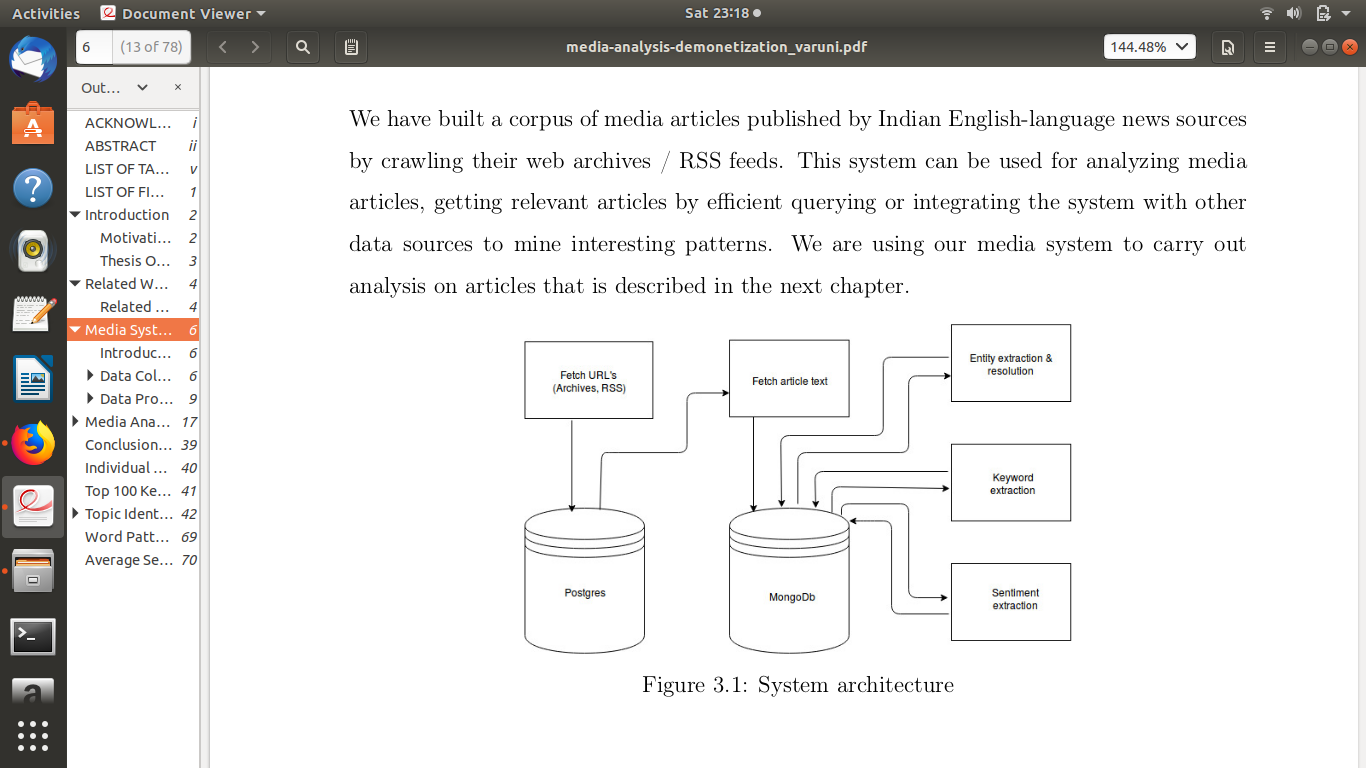 Activities
Document Viewer
Sat 23:18
6
(13 of 78)
media-analysis-demonetization_varuni.pdf
144.48%
Out...
ACKNOWL... i
ABSTRACT ii
LIST OF TA... v
LIST OF FI... 1
Introduction 2
Motivati... 2
Thesis O... 3
Related W... 4
Related ... 4
Media Syst... 6
Introduc... 6
Data Col... 6
Data Pro... 9
Media Ana... 17
Conclusion... 39
Individual ... 40
Top 100 Ke... 41
Topic Ident... 42
Word Patt... 69
Average Se... 70
We have built a corpus of media articles published by Indian English-language news sources
by crawling their web archives / RSS feeds. This system can be used for analyzing media
articles, getting relevant articles by efficient querying or integrating the system with other
data sources to mine interesting patterns. We are using our media system to carry out
analysis on articles that is described in the next chapter.
Fetch URL's
(Archives, RSS)
Fetch article text
Entity extraction &
resolution
Keyword
extraction
Sentiment
extraction
Postgres
MongoDb
Figure 3.1: System architecture